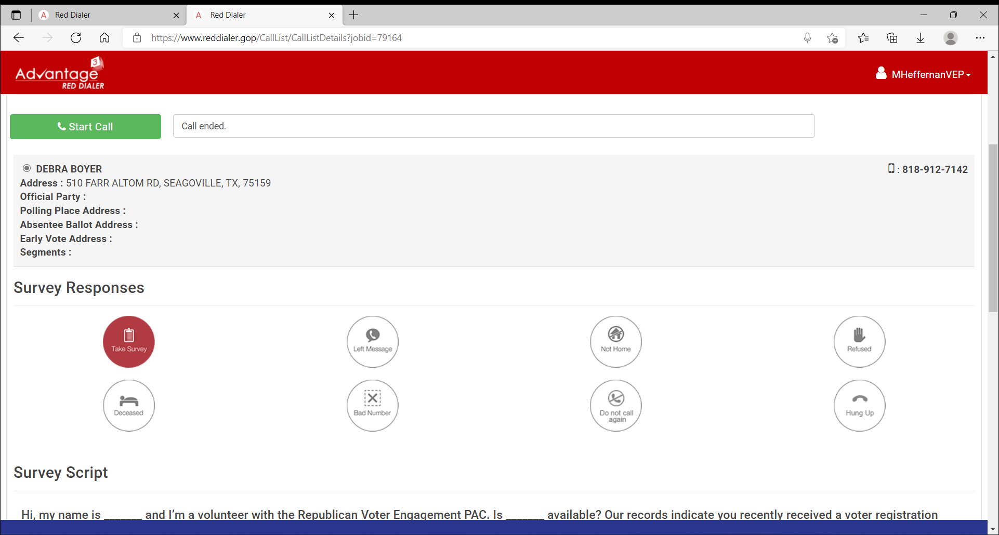 Red Dialer
Red Dialer
https://www.reddialer.gop/CallList/CallListDetails?jobid=79164
Advantage 3
RED DIALER
MHeffernanVEP
Start Call
Call ended.
DEBRA BOYER
: 818-912-7142
Address : 510 FARR ALTOM RD, SEAGOVILLE, TX, 75159
Official Party :
Polling Place Address :
Absentee Ballot Address :
Early Vote Address :
Segments :
Survey Responses
Take Survey
Left Message
Not Home
Refused
Deceased
Bad Number
Do not call
again
Hung Up
Survey Script
Hi, my name is _______ and I’m a volunteer with the Republican Voter Engagement PAC. Is _______ available? Our records indicate you recently received a voter registration